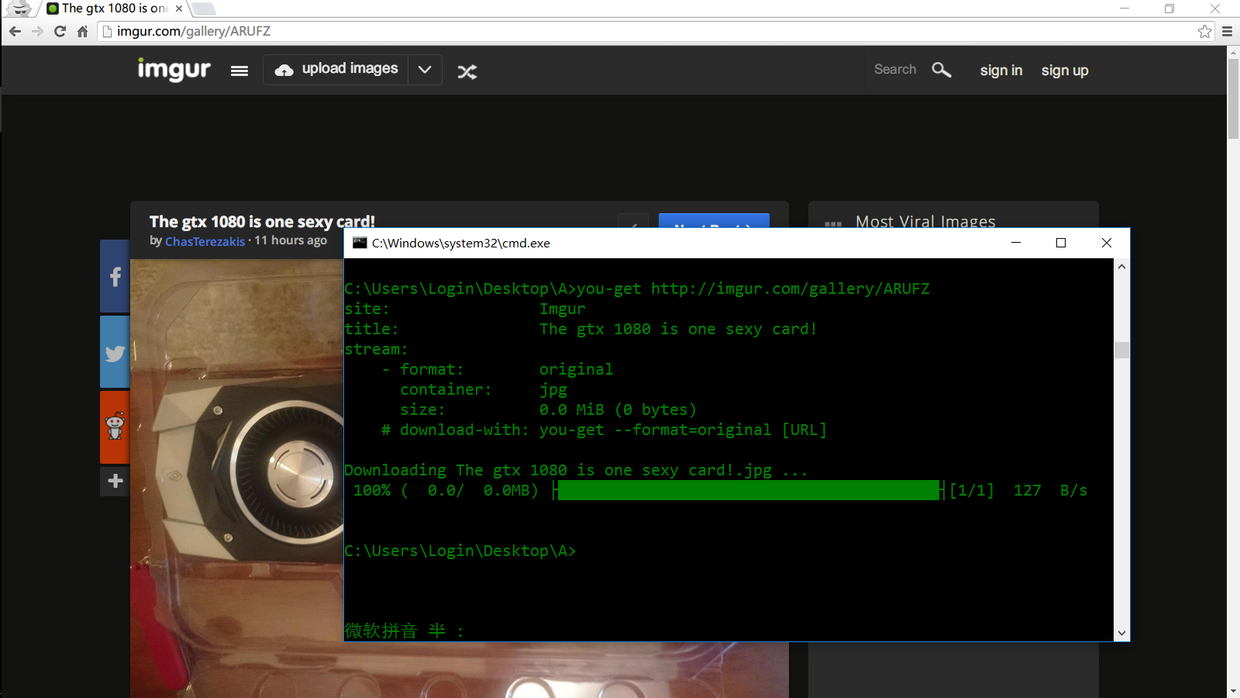 The gtx 1080 is one
imgur.com/gallery/ARUFZ
imgur
upload images
Search
sign in
sign up
The gtx 1080 is one sexy card!
by ChasTerezakis · 11 hours ago
Next Post
Most Viral Images
C:\Windows\system32\cmd.exe
C:\Users\Login\Desktop\A>you-get http://imgur.com/gallery/ARUFZ
site: Imgur
title: The gtx 1080 is one sexy card!
stream:
- format: original
container: jpg
size: 0.0 MiB (0 bytes)
# download-with: you-get --format=original [URL]
Downloading The gtx 1080 is one sexy card!.jpg ...
100% ( 0.0/ 0.0MB) ├┤[1/1] 127 B/s
C:\Users\Login\Desktop\A>
微软拼音 半 :